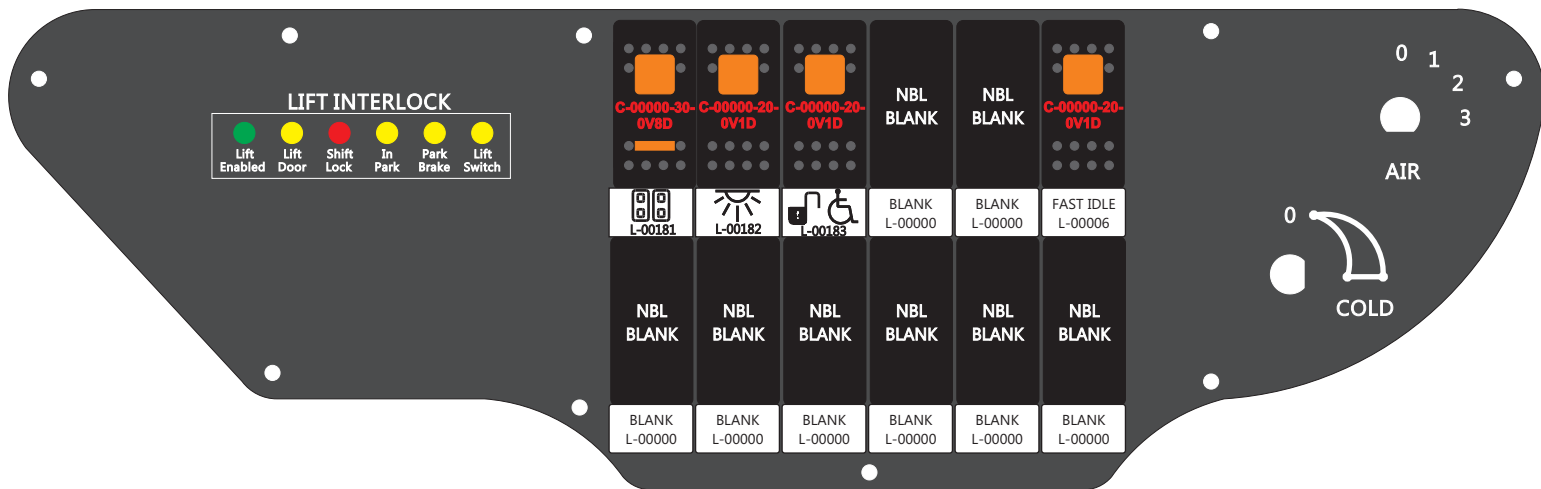 LIFT INTERLOCK
Lift
Enabled
Lift
Door
Shift
Lock
In
Park
Park
Brake
Lift
Switch
C-00000-30-
0V8D
C-00000-20-
0V1D
C-00000-20-
0V1D
NBL
BLANK
NBL
BLANK
C-00000-20-
0V1D
L-00181
L-00182
L-00183
BLANK
L-00000
BLANK
L-00000
FAST IDLE
L-00006
NBL
BLANK
NBL
BLANK
NBL
BLANK
NBL
BLANK
NBL
BLANK
NBL
BLANK
BLANK
L-00000
BLANK
L-00000
BLANK
L-00000
BLANK
L-00000
BLANK
L-00000
BLANK
L-00000
0
1
2
3
AIR
0
COLD